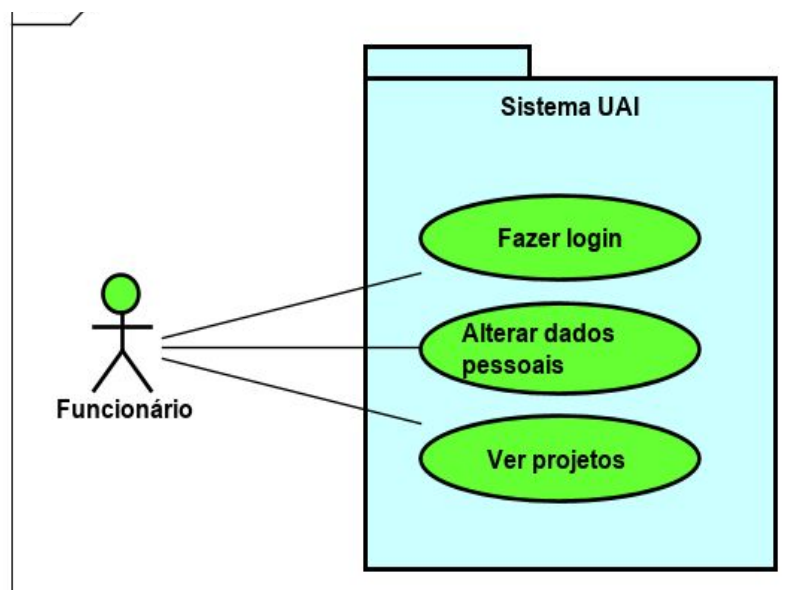 Sistema UAI
Fazer login
Alterar dados
pessoais
Funcionário
Ver projetos